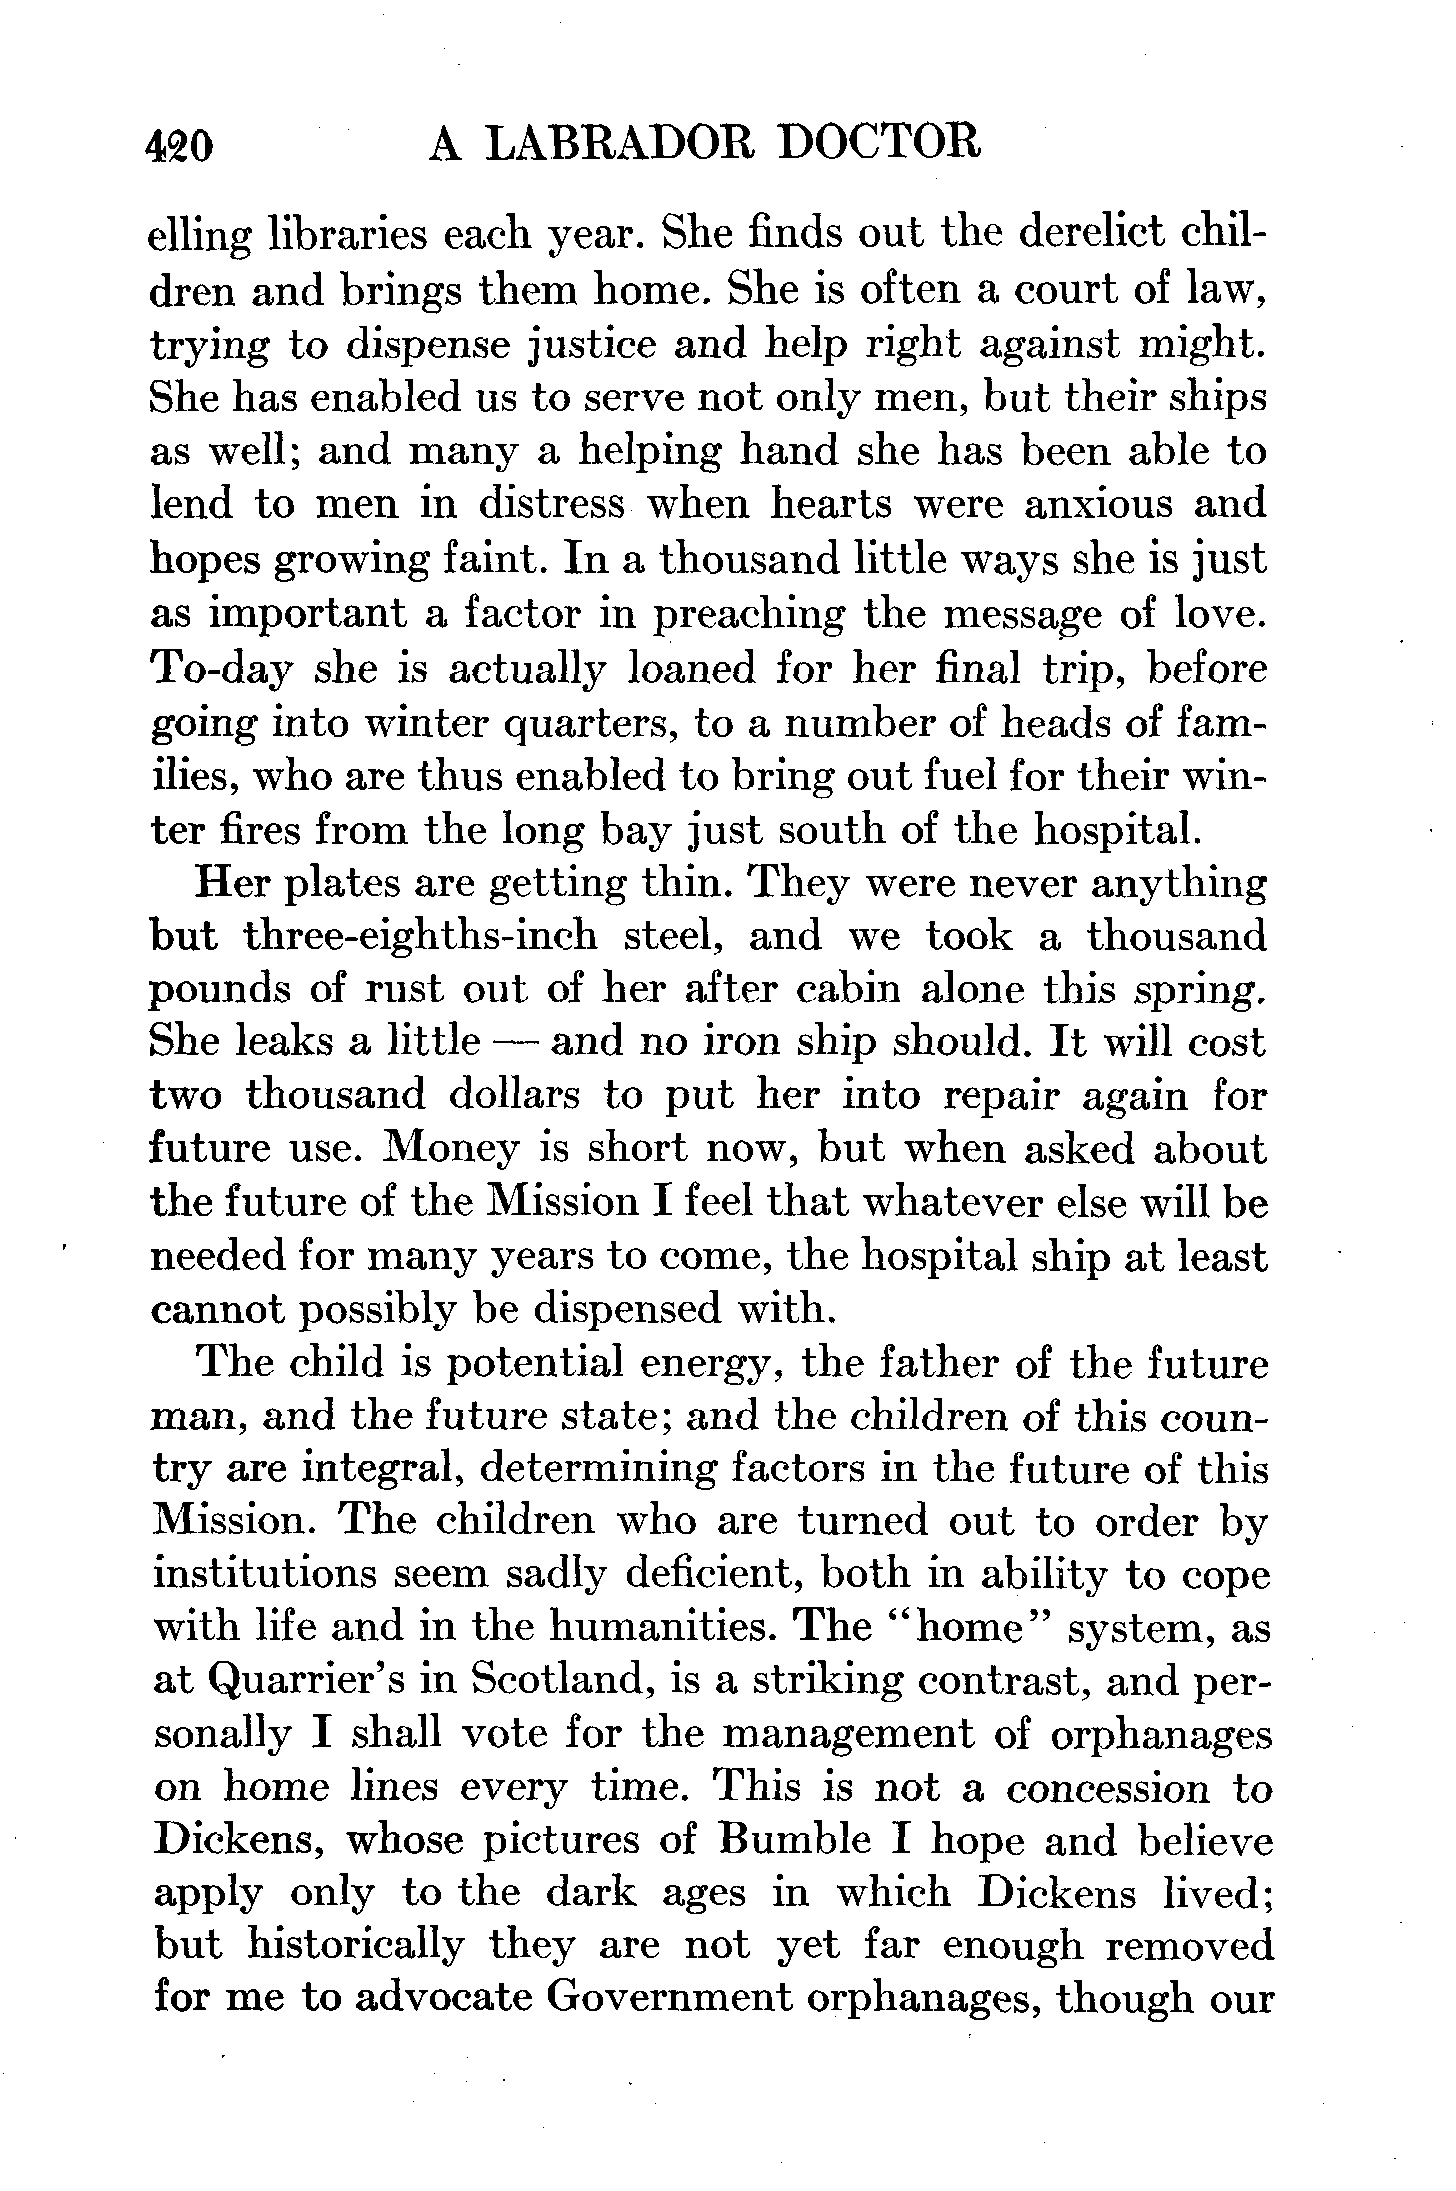 420 A LABRADOR DOCTOR
elling libraries each year. She finds out the derelict chil-
dren and brings them home. She is often a court of law,
trying to dispense justice and help right against might.
She has enabled us to serve not only men, but their ships
as well; and many a helping hand she has been able to
lend to men in distress when hearts were anxious and
hopes growing faint. In a thousand little ways she is just
as important a factor in preaching the message of love.
To-day she is actually loaned for her final trip, before
going into winter quarters, to a number of heads of fam-
ilies, who are thus enabled to bring out fuel for their win-
ter fires from the long bay just south of the hospital.
Her plates are getting thin. They were never anything
but three-eighths-inch steel, and we took a thousand
pounds of rust out of her after cabin alone this spring.
She leaks a little — and no iron ship should. It will cost
two thousand dollars to put her into repair again for
future use. Money is short now, but when asked about
the future of the Mission I feel that whatever else will be
needed for many years to come, the hospital ship at least
cannot possibly be dispensed with.
The child is potential energy, the father of the future
man, and the future state; and the children of this coun-
try are integral, determining factors in the future of this
Mission. The children who are turned out to order by
institutions seem sadly deficient, both in ability to cope
with life and in the humanities. The “home” system, as
at Quarrier’s in Scotland, is a striking contrast, and per-
sonally I shall vote for the management of orphanages
on home lines every time. This is not a concession to
Dickens, whose pictures of Bumble I hope and believe
apply only to the dark ages in which Dickens lived;
but historically they are not yet far enough removed
for me to advocate Government orphanages, though our